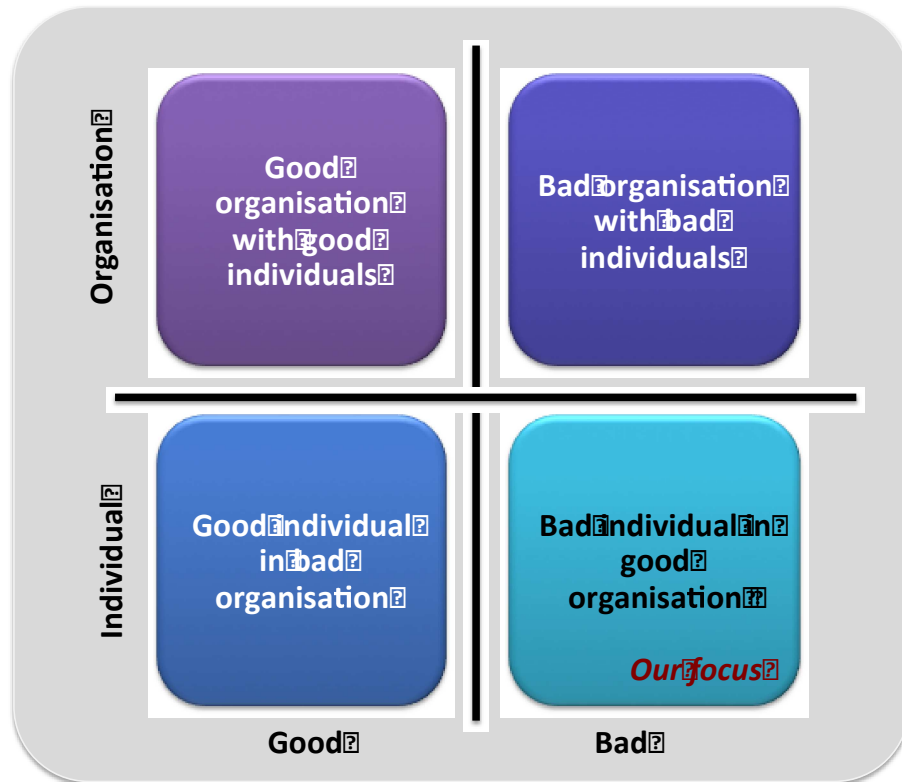 Organisation
Good
organisation
with good
individuals
Bad organisation
with bad
individuals
Individual
Good individual
in bad
organisation
Bad individual in
good
organisation
Our focus
Good
Bad